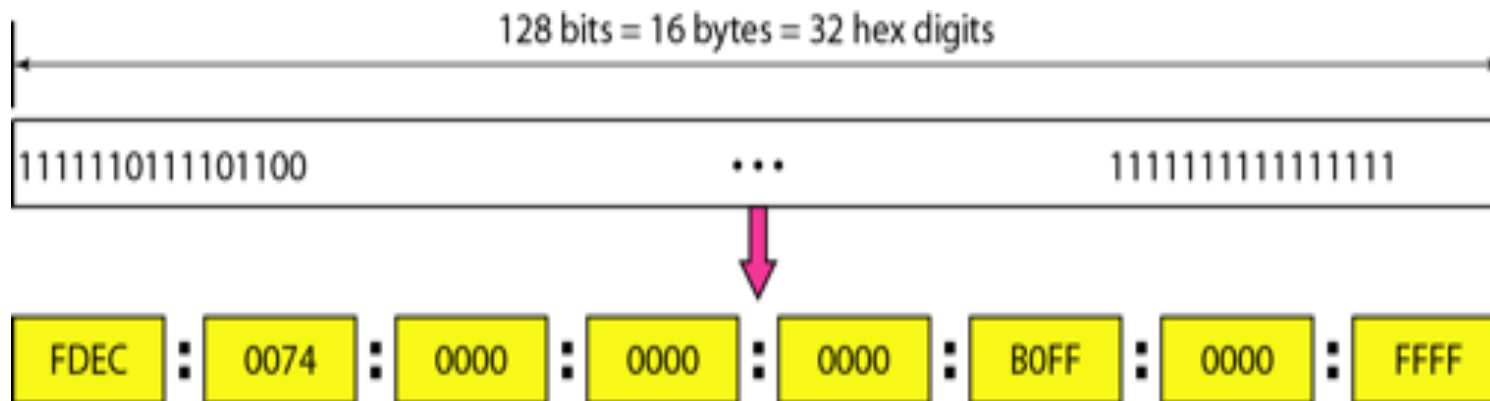 128 bits = 16 bytes = 32 hex digits
1111110111101100 ••• 1111111111111111
FDEC : 0074 : 0000 : 0000 : 0000 : B0FF : 0000 : FFFF